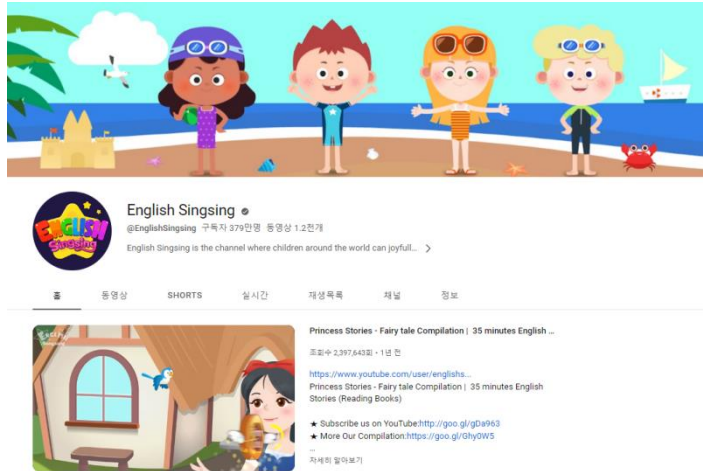 ENGLISH
Singsing
English Singsing
@EnglishSingsing 구독자 379만명 동영상 1.2천개
English Singsing is the channel where children around the world can joyfull... >
홈 동영상 SHORTS 실시간 재생목록 채널 정보
Princess Stories - Fairy tale Compilation | 35 minutes English ...
조회수 2,397,643회 • 1년 전
https://www.youtube.com/user/englishs...
Princess Stories - Fairy tale Compilation | 35 minutes English
Stories (Reading Books)
★ Subscribe us on YouTube:http://goo.gl/gDa963
★ More Our Compilation:https://goo.gl/Ghy0W5
...
자세히 알아보기